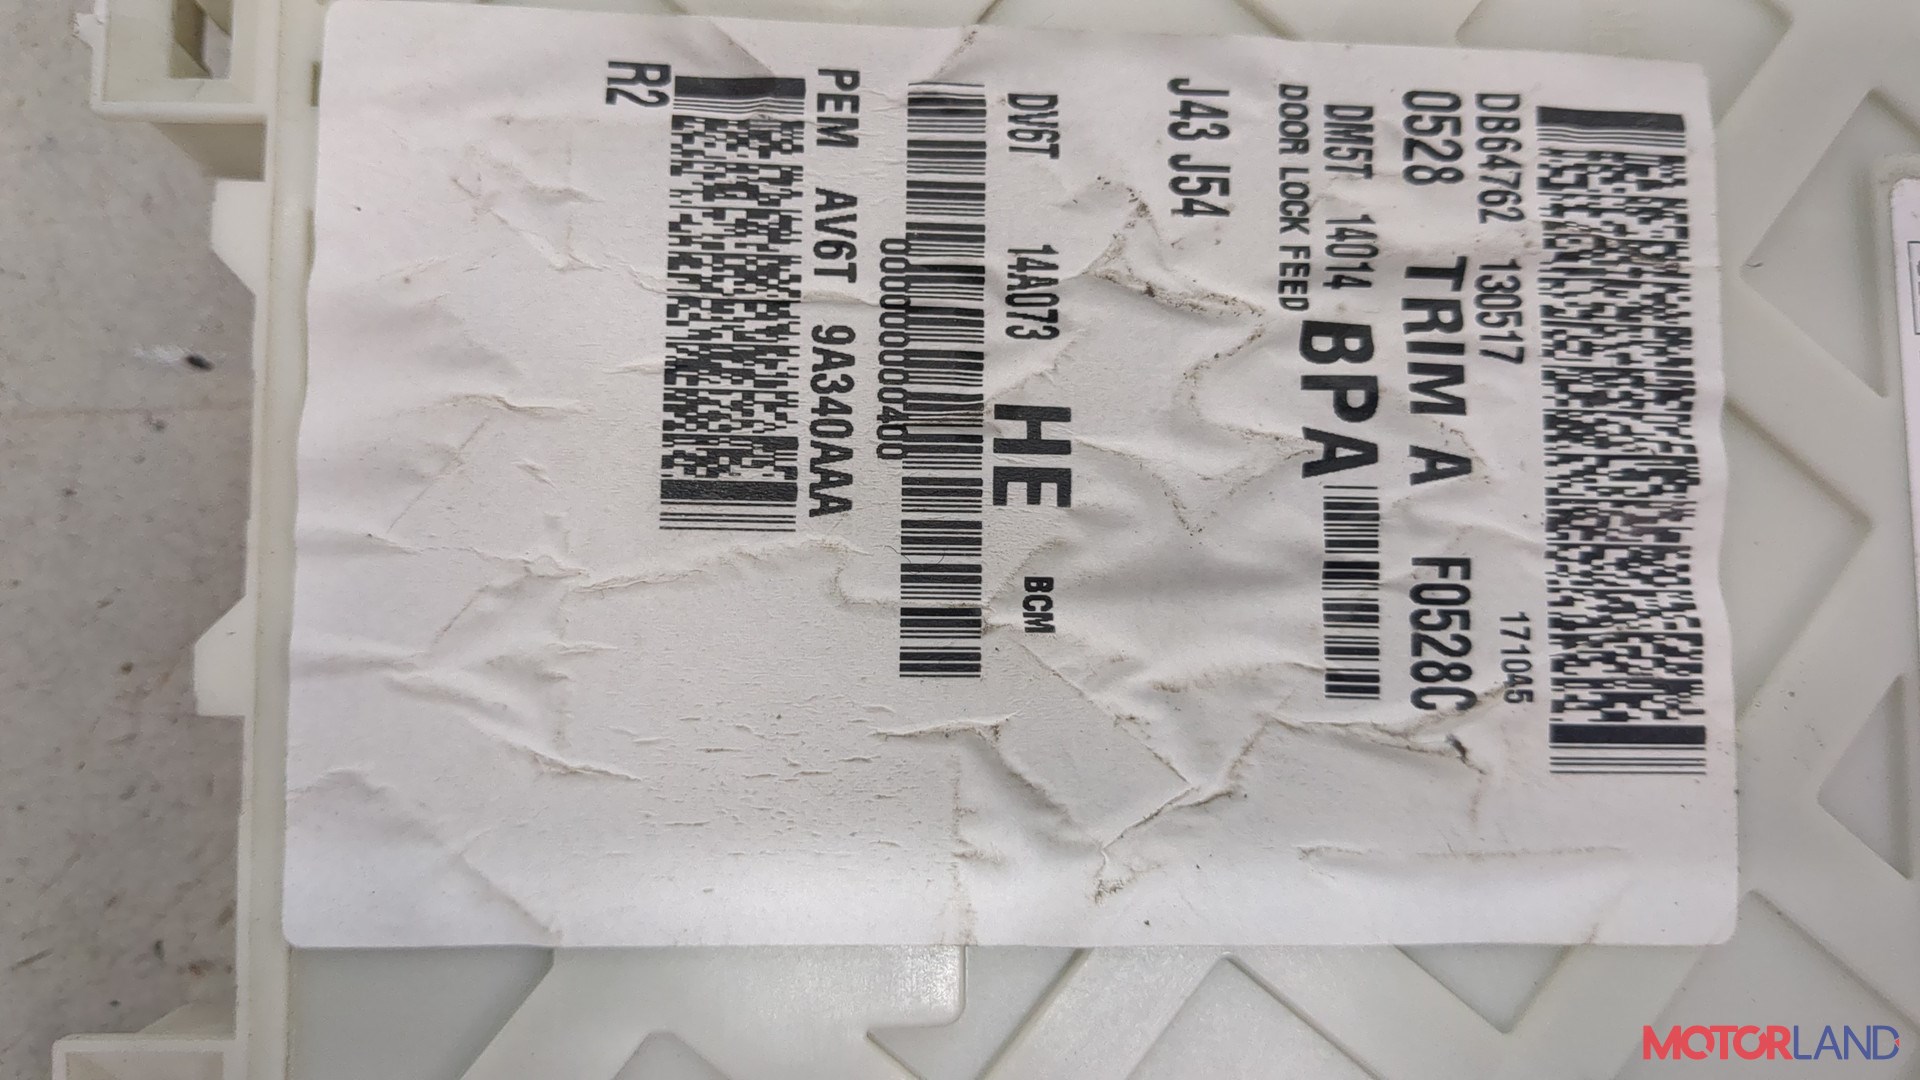 DB64762 130517 171045
0528 TRIM A F0528C
DM5T 14014 BPA
DOOR LOCK FEED
J43 J54
DV6T 14A073 HE BCM
0000000000400
PEM AV6T 9A340AAA
R2
MOTORLAND